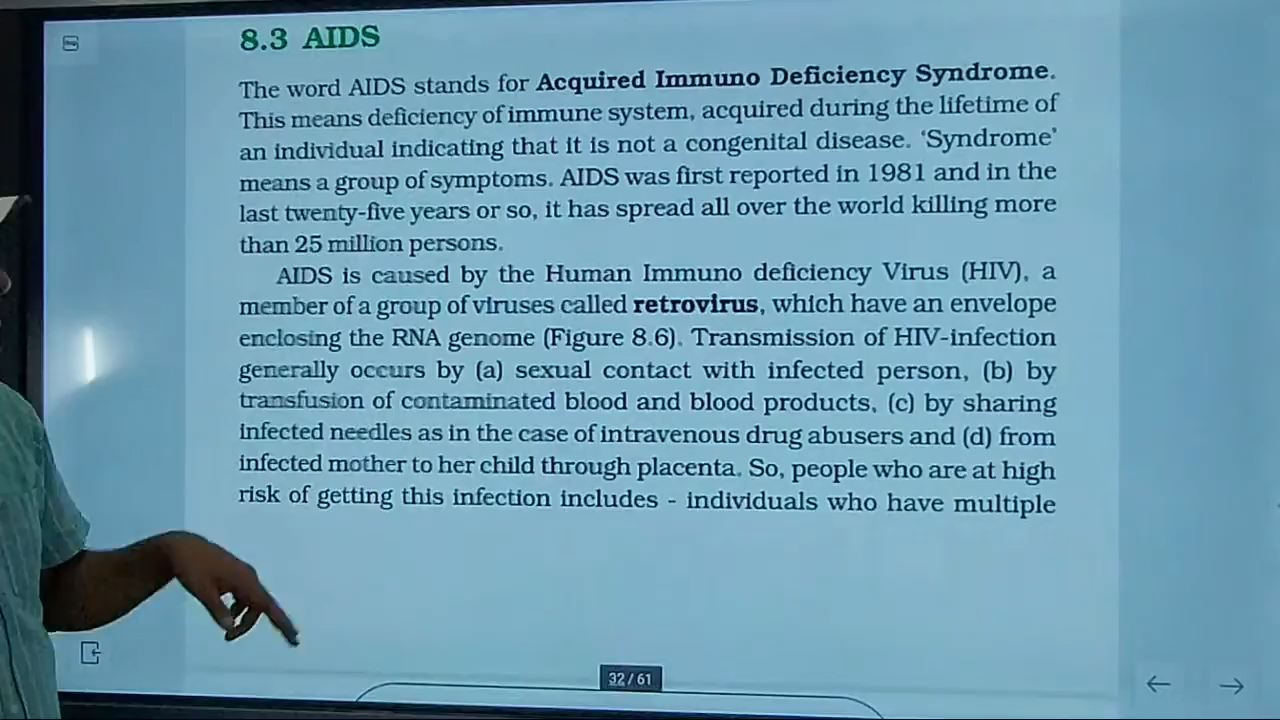 8.3 AIDS
The word AIDS stands for Acquired Immuno Deficiency Syndrome.
This means deficiency of immune system, acquired during the lifetime of
an individual indicating that it is not a congenital disease. ‘Syndrome’
means a group of symptoms. AIDS was first reported in 1981 and in the
last twenty-five years or so, it has spread all over the world killing more
than 25 million persons.
AIDS is caused by the Human Immuno deficiency Virus (HIV), a
member of a group of viruses called retrovirus, which have an envelope
enclosing the RNA genome (Figure 8.6). Transmission of HIV-infection
generally occurs by (a) sexual contact with infected person, (b) by
transfusion of contaminated blood and blood products, (c) by sharing
infected needles as in the case of intravenous drug abusers and (d) from
infected mother to her child through placenta. So, people who are at high
risk of getting this infection includes - individuals who have multiple
32 / 61